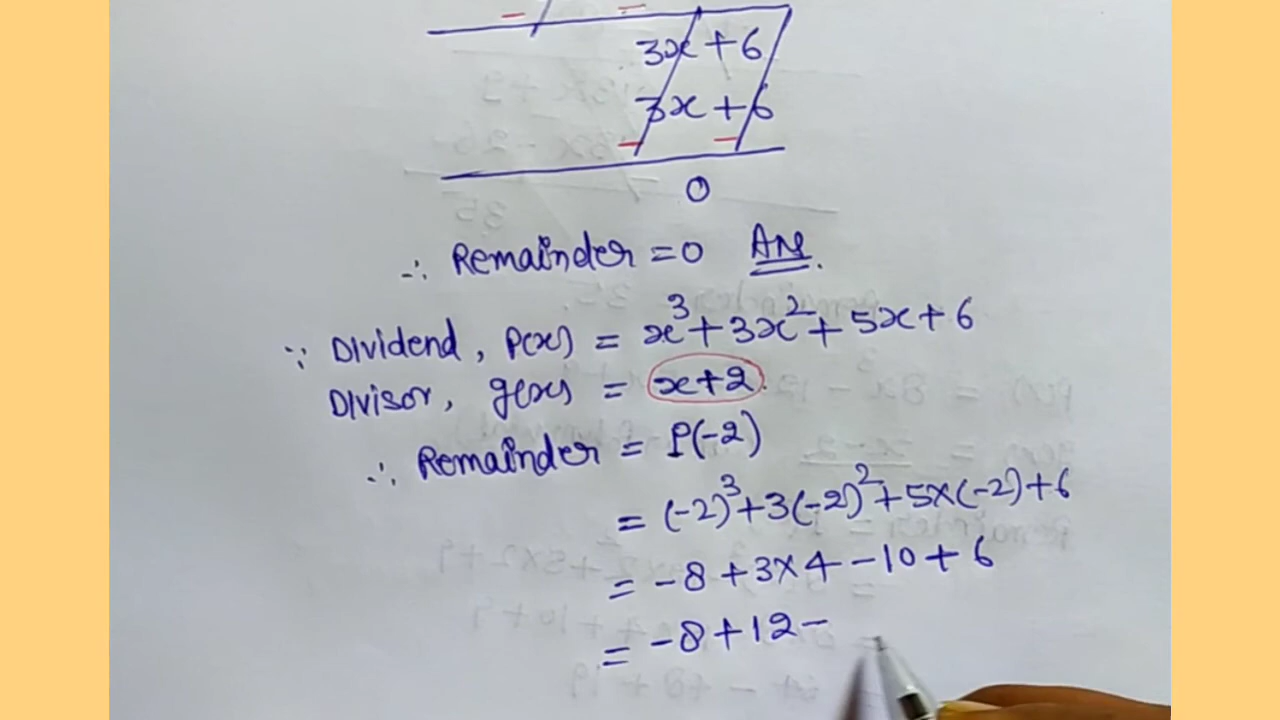 3x+6
3x+6
0
∴ Remainder = 0 Ans.
∵ Dividend, p(x) = x³+3x²+5x+6
Divisor, g(x) = x+2
∴ Remainder = P(-2)
= (-2)³+3(-2)²+5×(-2)+6
= -8+3×4-10+6
= -8+12-